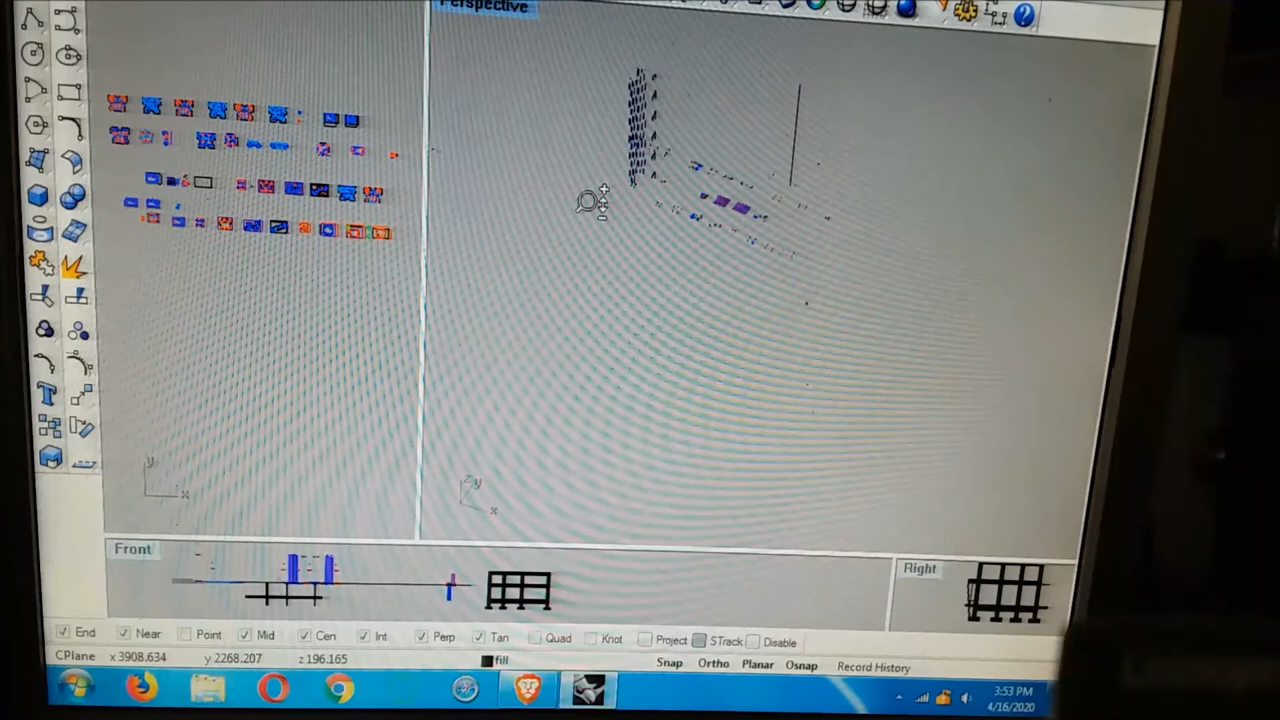 Perspective
y
x
z y
x
Front
Right
End Near Point Mid Cen Int Perp Tan Quad Knot Project STrack Disable
CPlane x 3908.634 y 2268.207 z 196.165 fill Snap Ortho Planar Osnap Record History
3:53 PM
4/16/2020